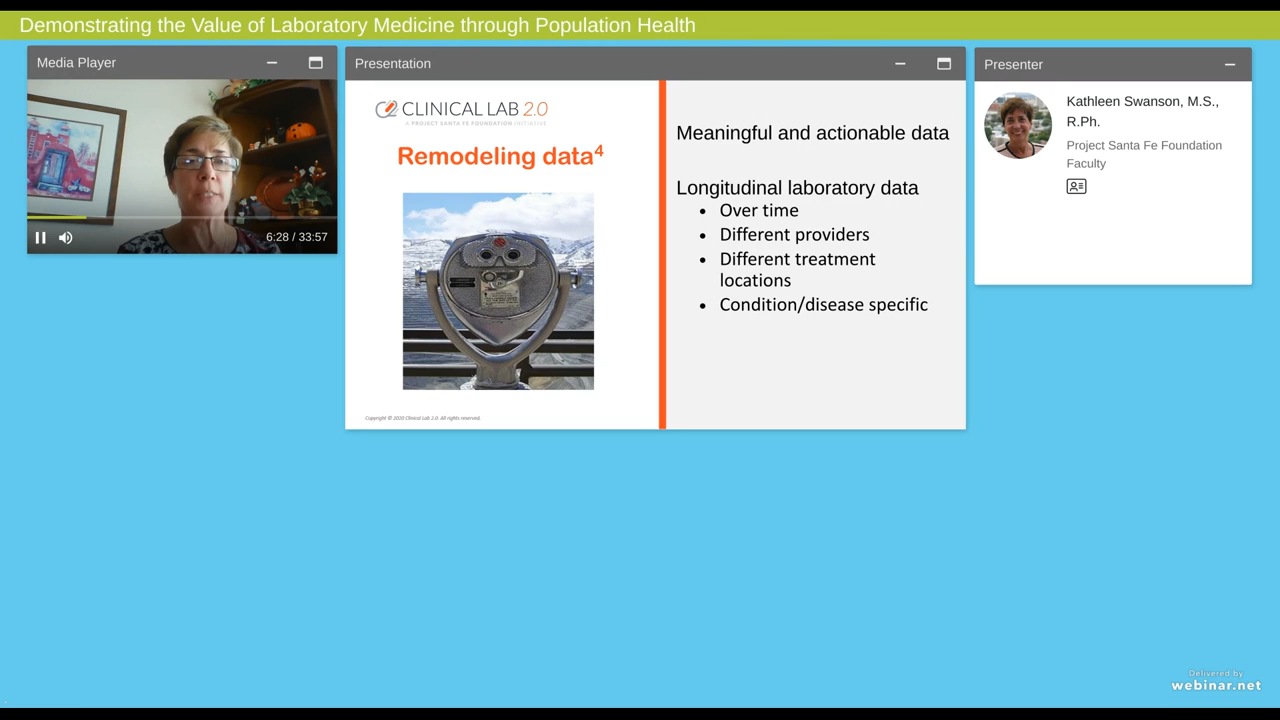 Demonstrating the Value of Laboratory Medicine through Population Health
Media Player
6:28 / 33:57
Presentation
CLINICAL LAB 2.0
A PROJECT SANTA FE FOUNDATION INITIATIVE
Remodeling data4
Copyright © 2020 Clinical Lab 2.0. All rights reserved.
Meaningful and actionable data
Longitudinal laboratory data
• Over time
• Different providers
• Different treatment
locations
• Condition/disease specific
Presenter
Kathleen Swanson, M.S.,
R.Ph.
Project Santa Fe Foundation
Faculty
Delivered by
webinar.net